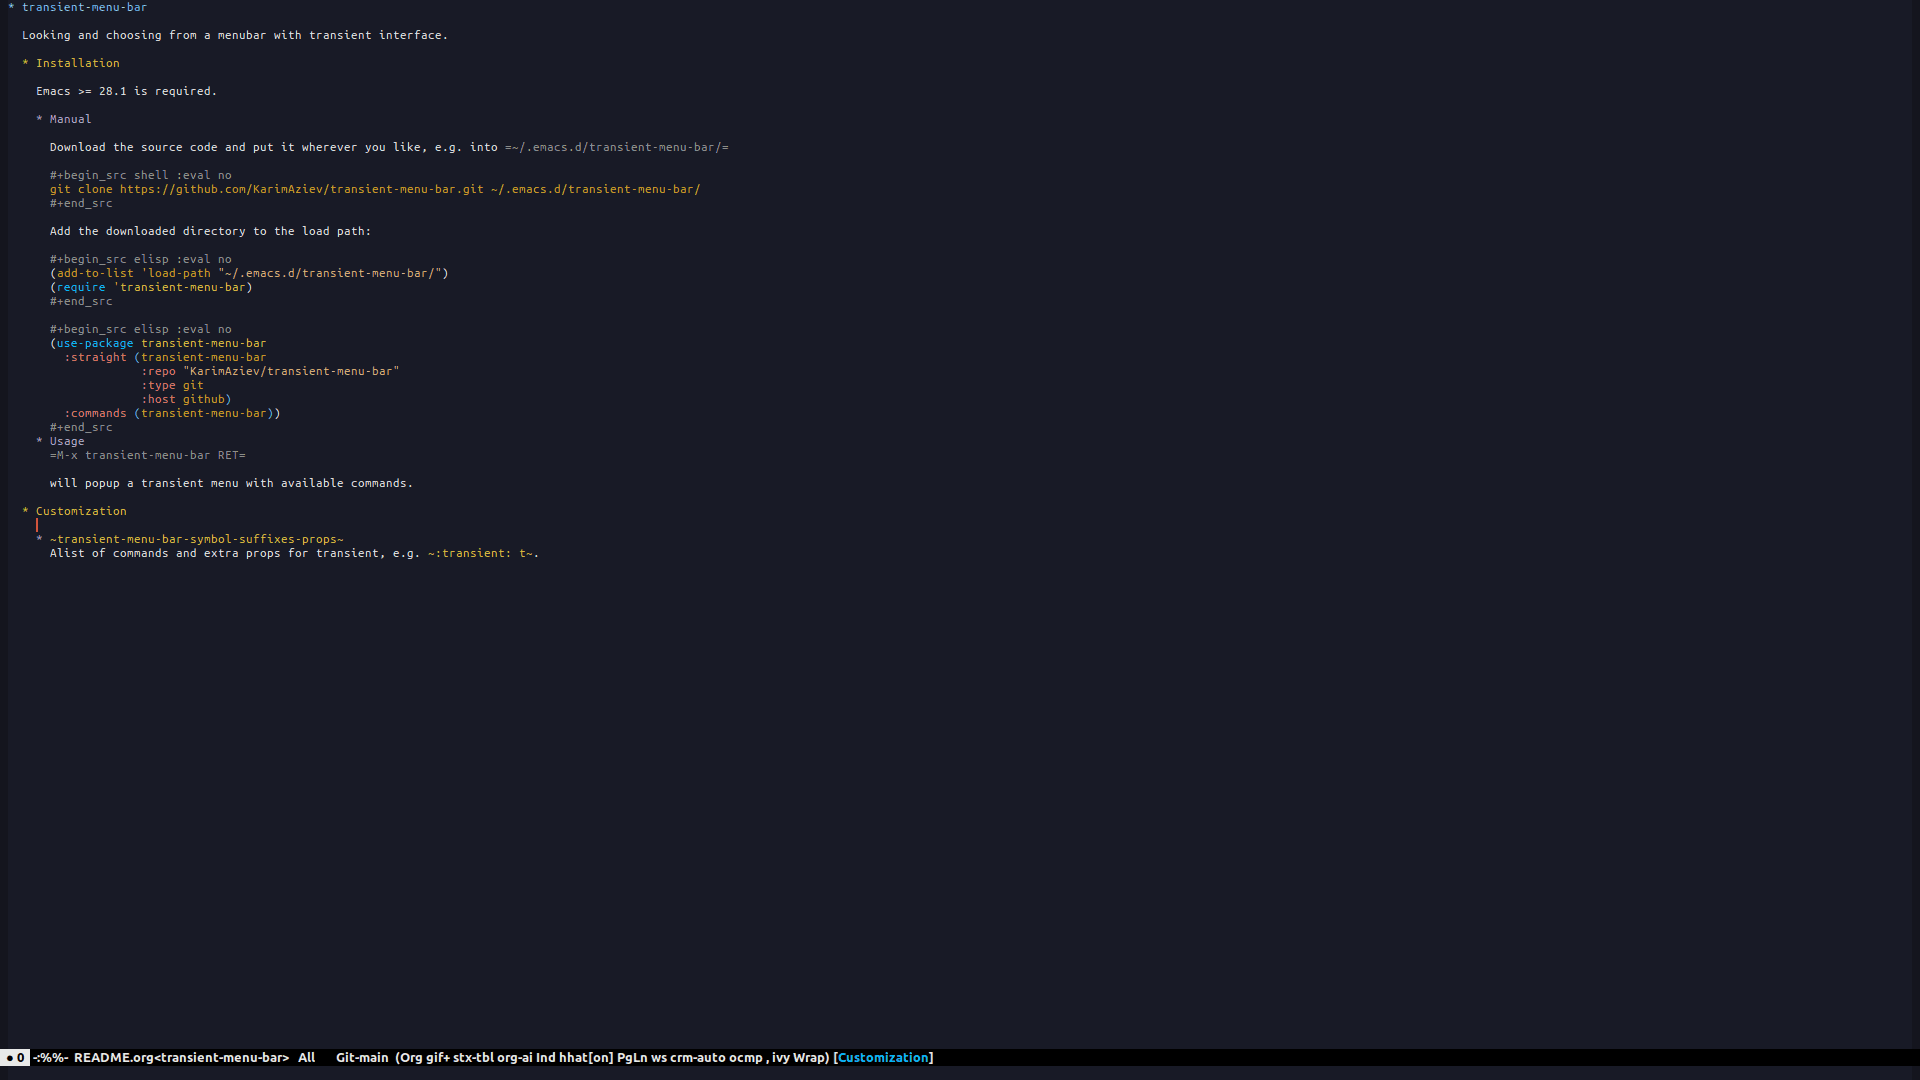 * transient-menu-bar
Looking and choosing from a menubar with transient interface.
* Installation
Emacs >= 28.1 is required.
* Manual
Download the source code and put it wherever you like, e.g. into =~/.emacs.d/transient-menu-bar/=
#+begin_src shell :eval no
git clone https://github.com/KarimAziev/transient-menu-bar.git ~/.emacs.d/transient-menu-bar/
#+end_src
Add the downloaded directory to the load path:
#+begin_src elisp :eval no
(add-to-list 'load-path "~/.emacs.d/transient-menu-bar/")
(require 'transient-menu-bar)
#+end_src
#+begin_src elisp :eval no
(use-package transient-menu-bar
:straight (transient-menu-bar
:repo "KarimAziev/transient-menu-bar"
:type git
:host github)
:commands (transient-menu-bar))
#+end_src
* Usage
=M-x transient-menu-bar RET=
will popup a transient menu with available commands.
* Customization
* ~transient-menu-bar-symbol-suffixes-props~
Alist of commands and extra props for transient, e.g. ~:transient: t~.
● 0 -:%%- README.org<transient-menu-bar> All Git-main (Org gif+ stx-tbl org-ai Ind hhat[on] PgLn ws crm-auto ocmp , ivy Wrap) [Customization]